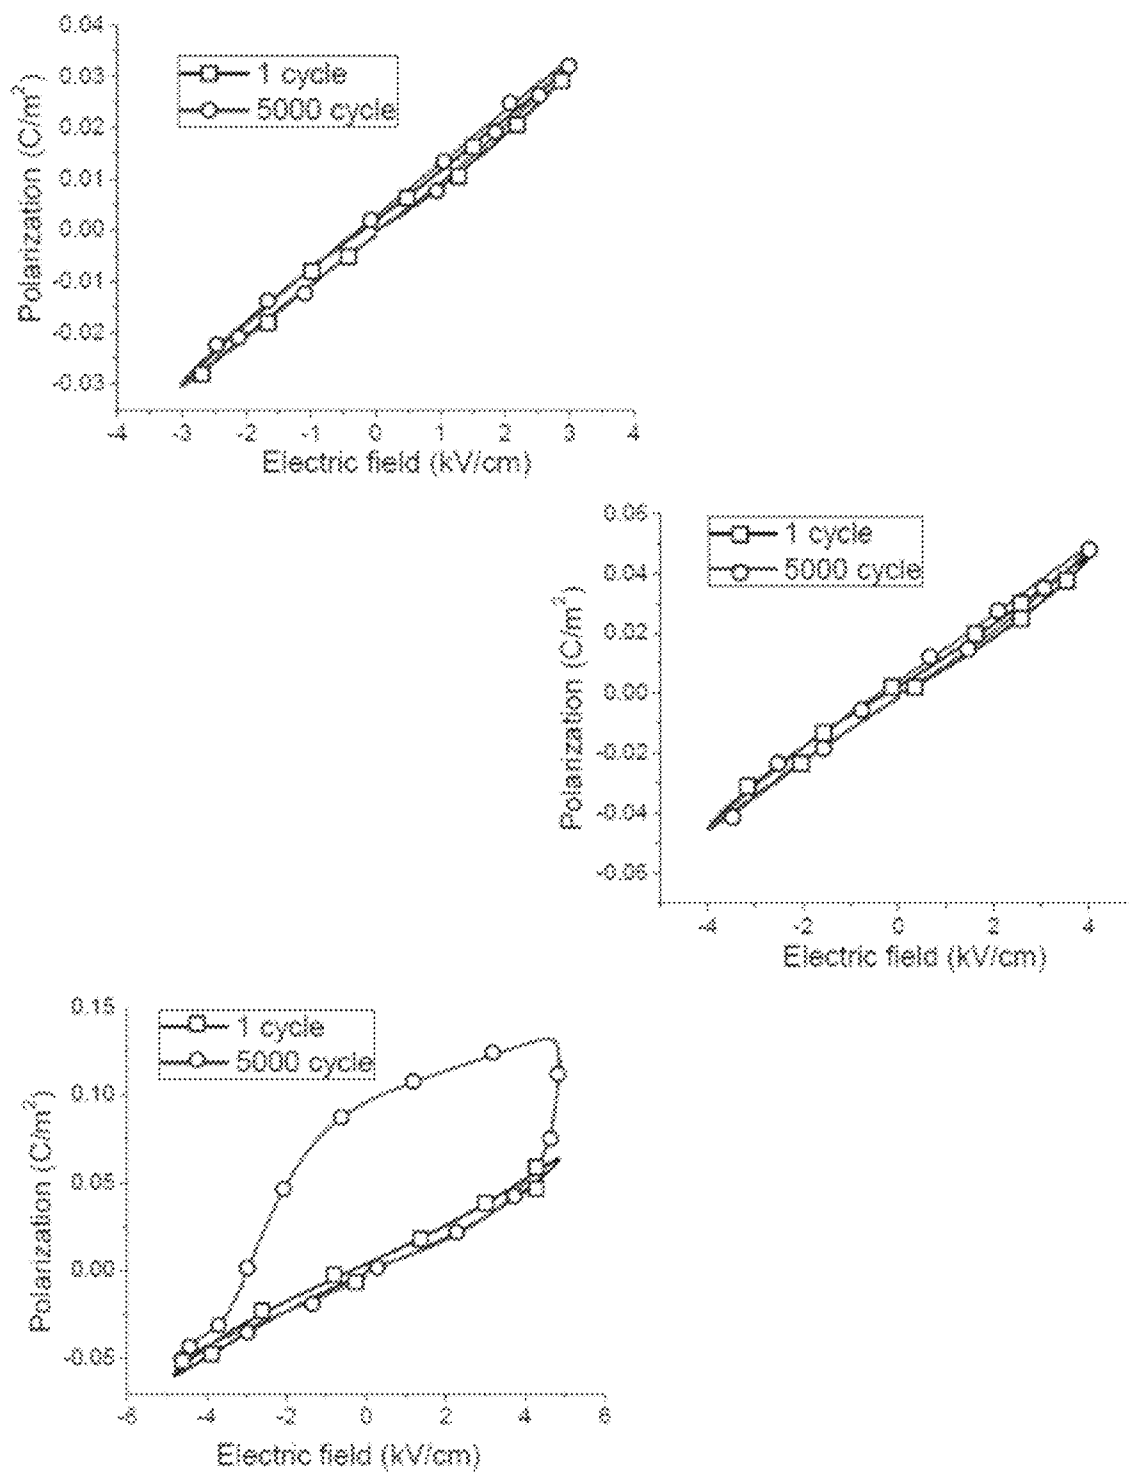 0.04
0.03
0.02
0.01
0.00
-0.01
-0.02
-0.03
Polarization (C/m²)
1 cycle
5000 cycle
-4 -3 -2 -1 0 1 2 3 4
Electric field (kV/cm)
0.06
0.04
0.02
0.00
-0.02
-0.04
-0.06
Polarization (C/m²)
1 cycle
5000 cycle
-4 -2 0 2 4
Electric field (kV/cm)
0.15
0.10
0.05
0.00
-0.05
Polarization (C/m²)
1 cycle
5000 cycle
-6 -4 -2 0 2 4 6
Electric field (kV/cm)